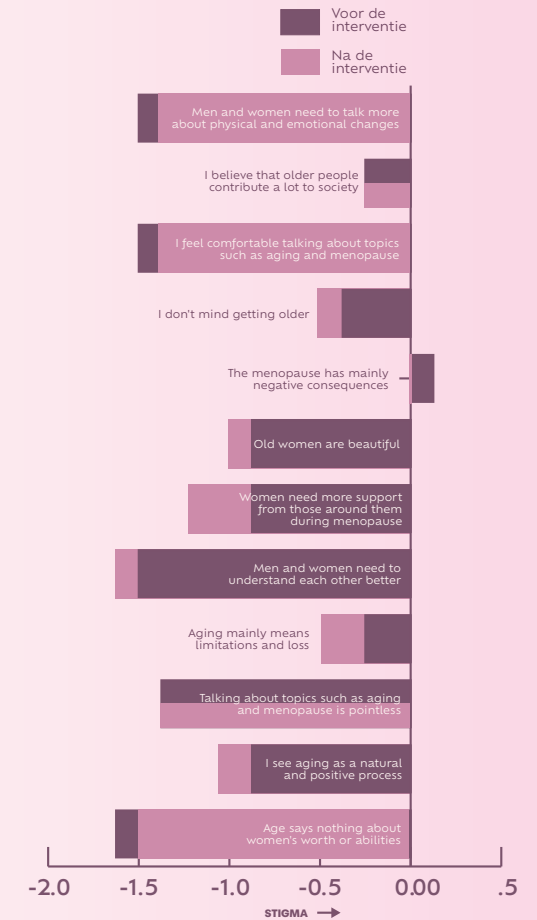 Voor de
interventie
Na de
interventie
Men and women need to talk more
about physical and emotional changes
I believe that older people
contribute a lot to society
I feel comfortable talking about topics
such as aging and menopause
I don't mind getting older
The menopause has mainly
negative consequences
Old women are beautiful
Women need more support
from those around them
during menopause
Men and women need to
understand each other better
Aging mainly means
limitations and loss
Talking about topics such as aging
and menopause is pointless
I see aging as a natural
and positive process
Age says nothing about
women's worth or abilities
-2.0 -1.5 -1.0 -0.5 0.00 .5
STIGMA